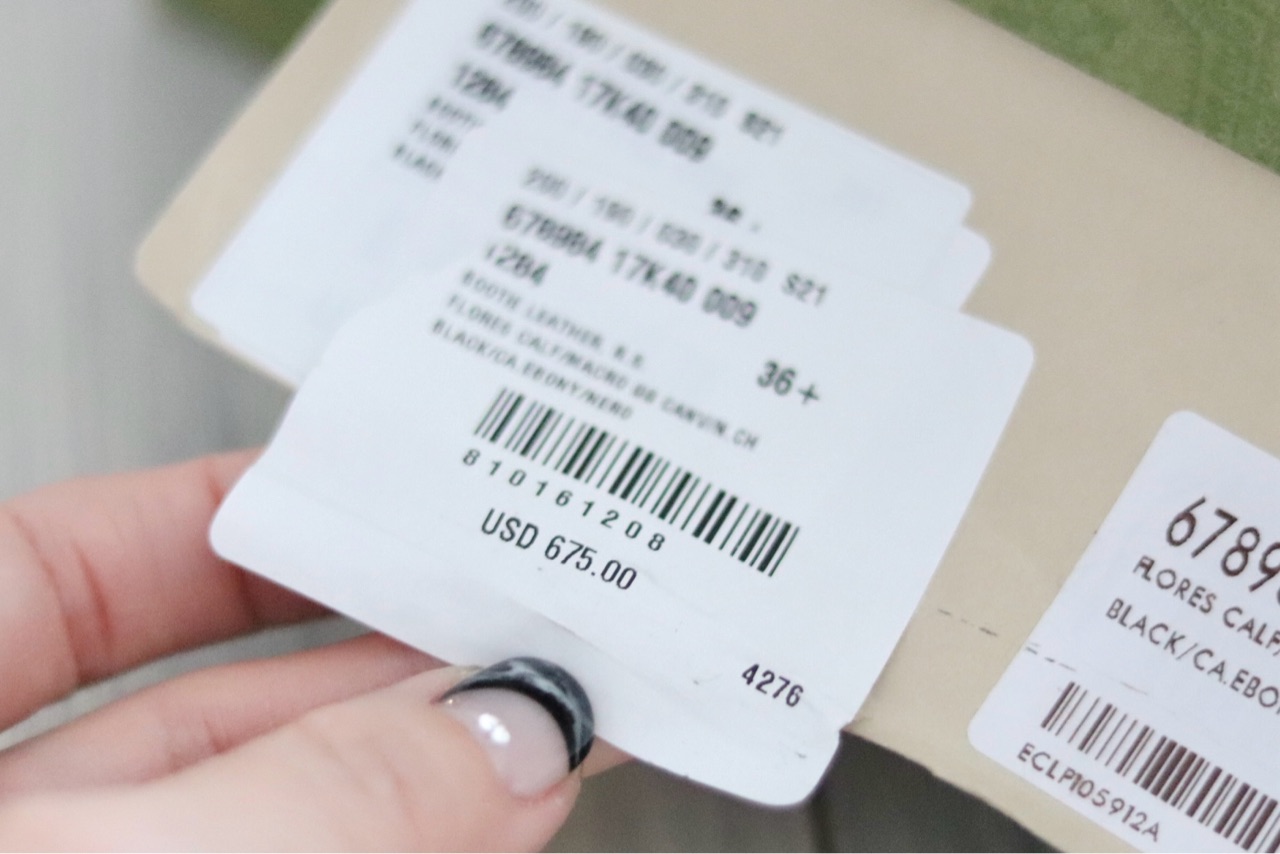 200 / 190 / 030 / 310 S21
678984 17K40 009
1284
200 / 190 / 030 / 310 S21
678984 17K40 009
1284
36+
BOOTIE LEATHER. R.E.
FLORES CALF/MACRO GG CANVIN.CH
BLACK/CA.EBONY/NERO
810161208
USD 675.00
4276
6789
FLORES CALF
BLACK/CA.EBO
ECLP105912A